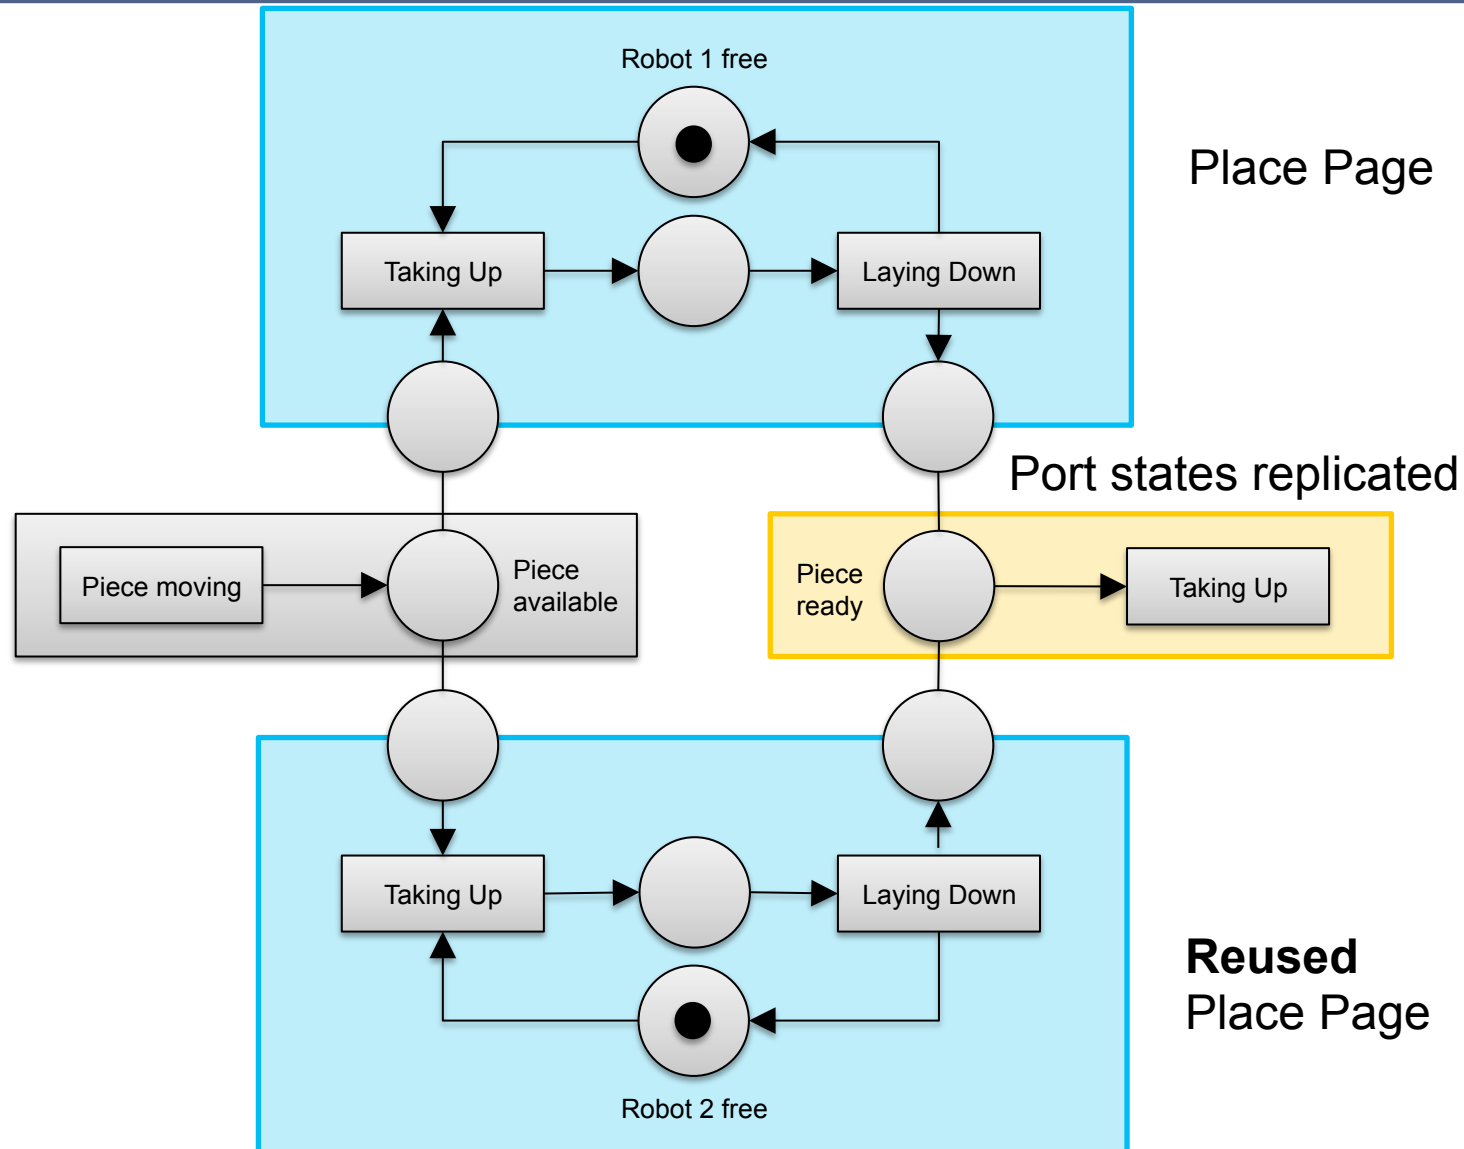 Robot 1 free
Place Page
Taking Up
Laying Down
Port states replicated
Piece moving
Piece
available
Piece
ready
Taking Up
Taking Up
Laying Down
Reused
Place Page
Robot 2 free